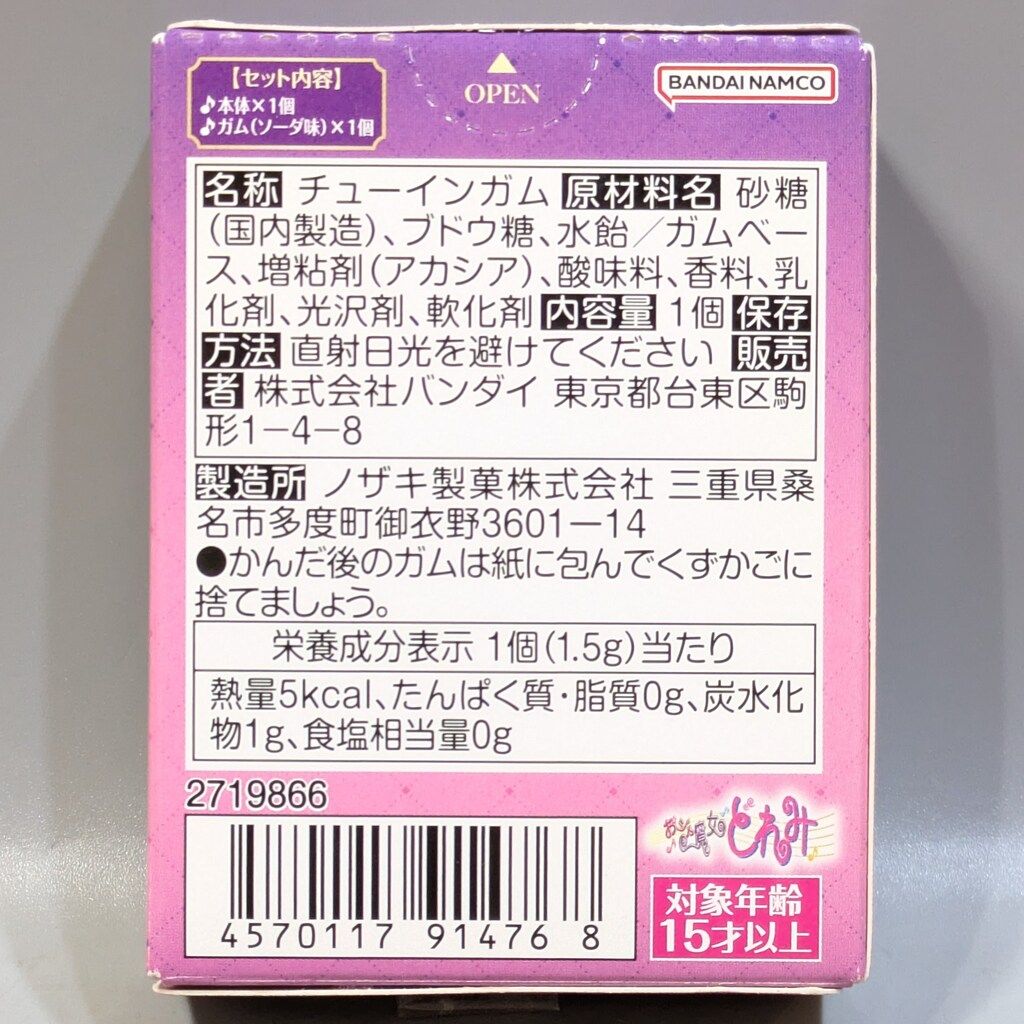 【セット内容】
♪本体×1個
♪ガム(ソーダ味)×1個
OPEN
BANDAI NAMCO
名称 チューインガム 原材料名 砂糖
(国内製造)、ブドウ糖、水飴／ガムベー
ス、増粘剤(アカシア)、酸味料、香料、乳
化剤、光沢剤、軟化剤 内容量 1個 保存
方法 直射日光を避けてください 販売
者 株式会社バンダイ 東京都台東区駒
形1−4−8
製造所 ノザキ製菓株式会社 三重県桑
名市多度町御衣野3601−14
●かんだ後のガムは紙に包んでくずかごに
捨てましょう。
栄養成分表示 1個(1.5g)当たり
熱量5kcal、たんぱく質・脂質0g、炭水化
物1g、食塩相当量0g
2719866
4570117 914768
おジャ魔女どれみ
対象年齢
15才以上